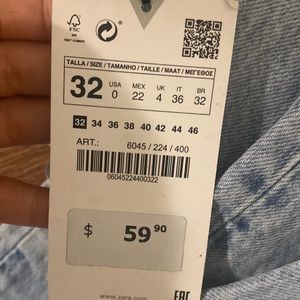 FSC
TALLA / SIZE / TAMANHO / TAILLE / MAAT / ΜΕΓΕΘΟΣ
32
USA MEX UK IT BR
0 22 4 36 32
32 34 36 38 40 42 44 46
ART.: 6045 / 224 / 400
06045224400322
$ 59 90
www.zara.com
EAC